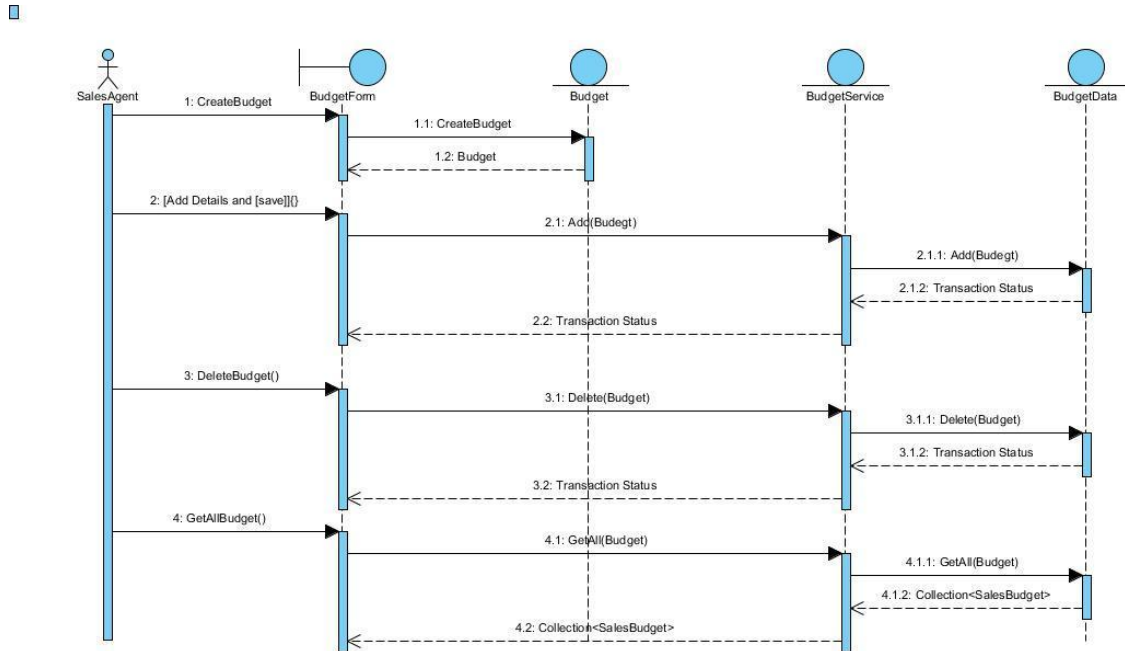 SalesAgent
BudgetForm
Budget
BudgetService
BudgetData
1: CreateBudget
1.1: CreateBudget
1.2: Budget
2: [Add Details and [save]]{}
2.1: Add(Budegt)
2.1.1: Add(Budegt)
2.1.2: Transaction Status
2.2: Transaction Status
3: DeleteBudget()
3.1: Delete(Budget)
3.1.1: Delete(Budget)
3.1.2: Transaction Status
3.2: Transaction Status
4: GetAllBudget()
4.1: GetAll(Budget)
4.1.1: GetAll(Budget)
4.1.2: Collection<SalesBudget>
4.2: Collection<SalesBudget>